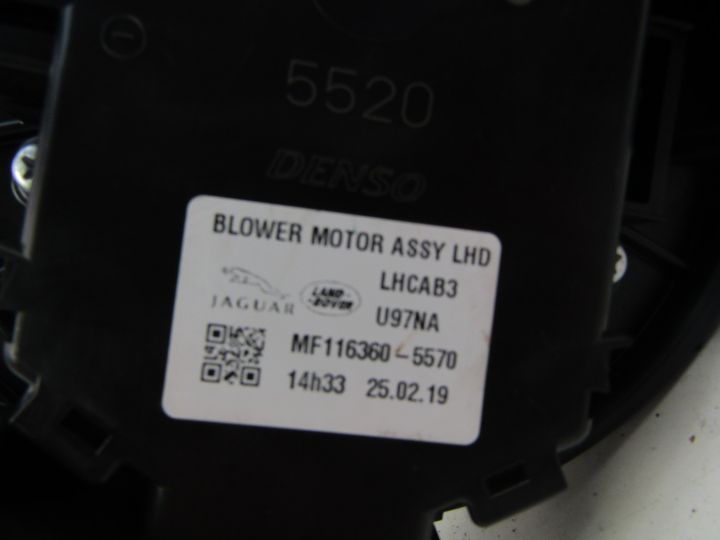 5520
DENSO
BLOWER MOTOR ASSY LHD
LHCAB3
JAGUAR
LAND-
-ROVER
U97NA
MF116360-5570
14h33 25.02.19